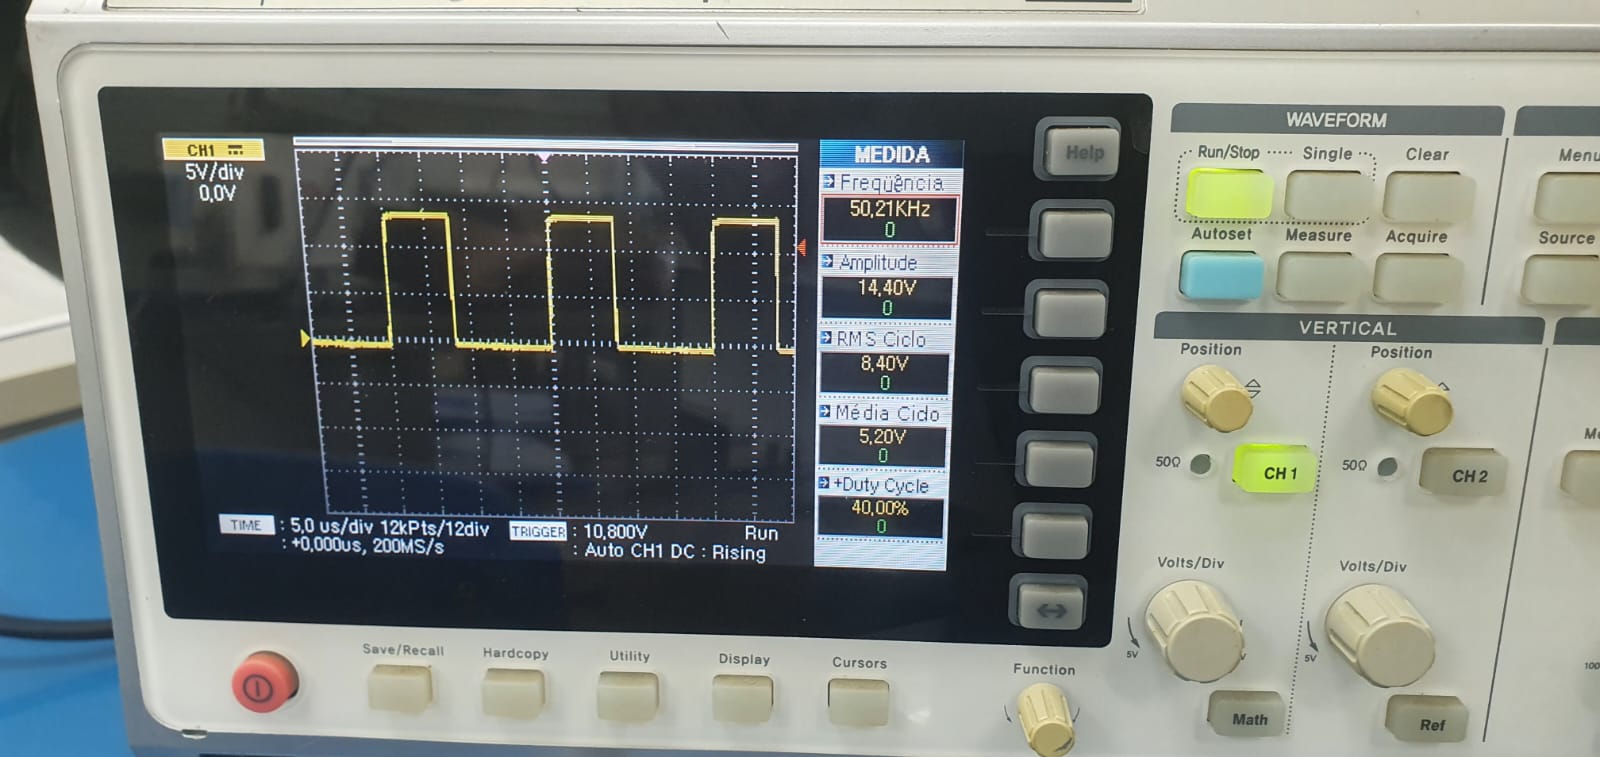 CH1
5V/div
0,0V
MEDIDA
Freqüência
50,21KHz
0
Amplitude
14,40V
0
RMS Ciclo
8,40V
0
Média Ciclo
5,20V
0
+Duty Cycle
40,00%
0
TIME : 5,0 us/div 12kPts/12div
: +0,000us, 200MS/s
TRIGGER : 10,800V Run
: Auto CH1 DC : Rising
Help
Save/Recall
Hardcopy
Utility
Display
Cursors
Function
WAVEFORM
Run/Stop
Single
Clear
Autoset
Measure
Acquire
Menu
Source
VERTICAL
Position
Position
50Ω
CH 1
50Ω
CH 2
Volts/Div
Volts/Div
5V
5V
Math
Ref